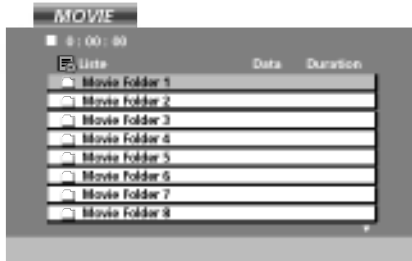 MOVIE
0:00:00
Liste Data Duration
Movie Folder 1
Movie Folder 2
Movie Folder 3
Movie Folder 4
Movie Folder 5
Movie Folder 6
Movie Folder 7
Movie Folder 8